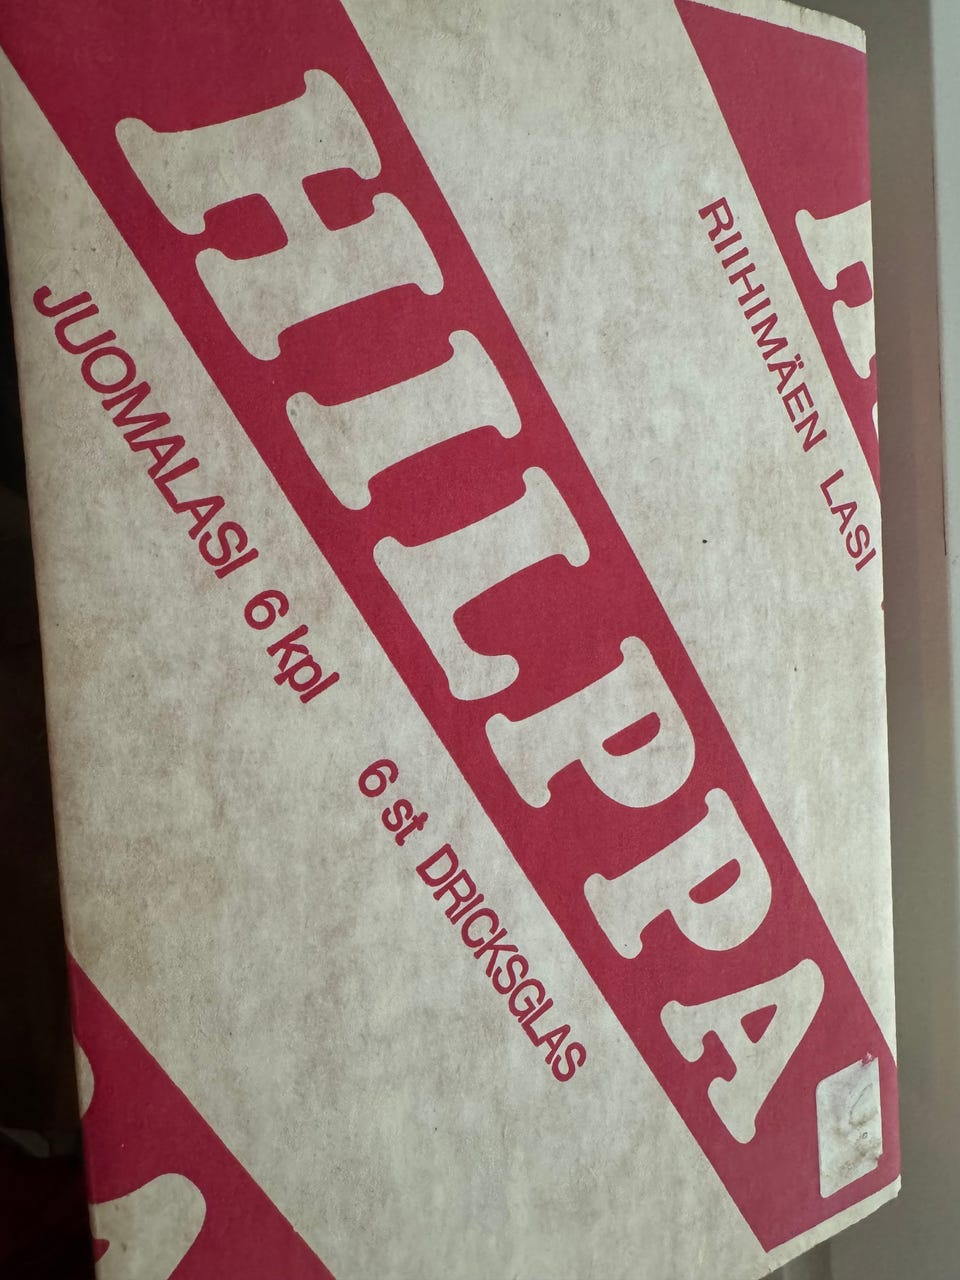 RIIHIMÄEN LASI
HILPPA
JUOMALASI 6 kpl
6 st DRICKSGLAS